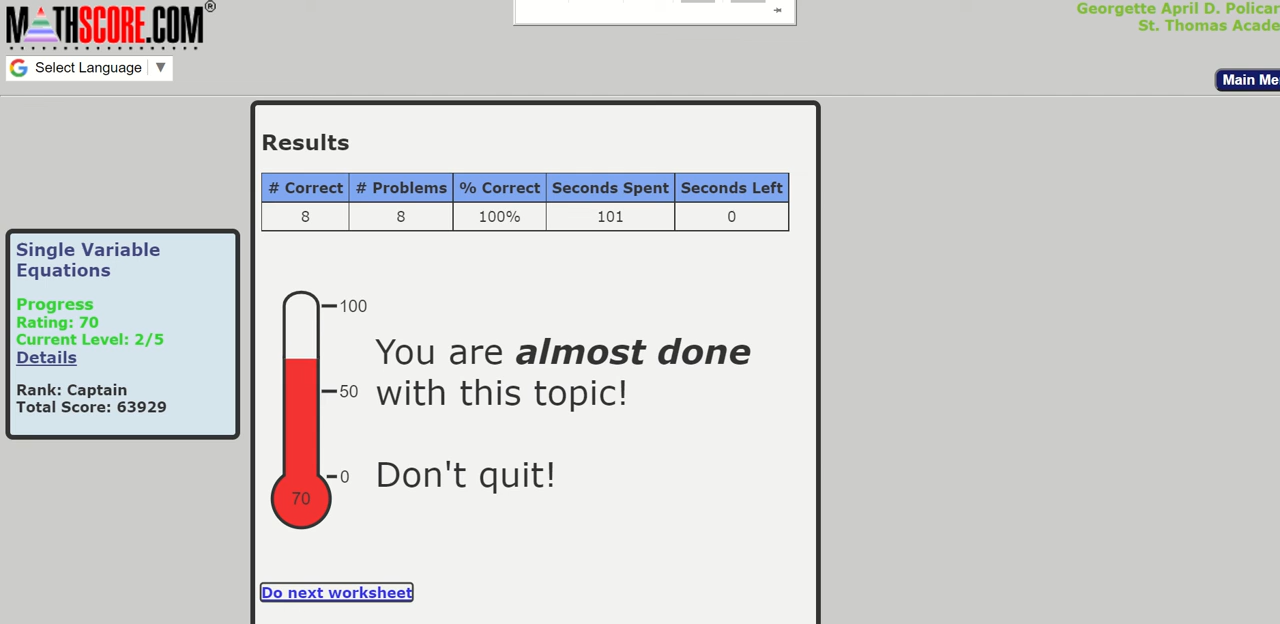 MATHSCORE.COM®
Georgette April D. Policar
St. Thomas Acade
Select Language ▼
Main Me
Results
# Correct # Problems % Correct Seconds Spent Seconds Left
8 8 100% 101 0
Single Variable
Equations
Progress
Rating: 70
Current Level: 2/5
Details
Rank: Captain
Total Score: 63929
100
50
0
70
You are almost done
with this topic!
Don't quit!
Do next worksheet